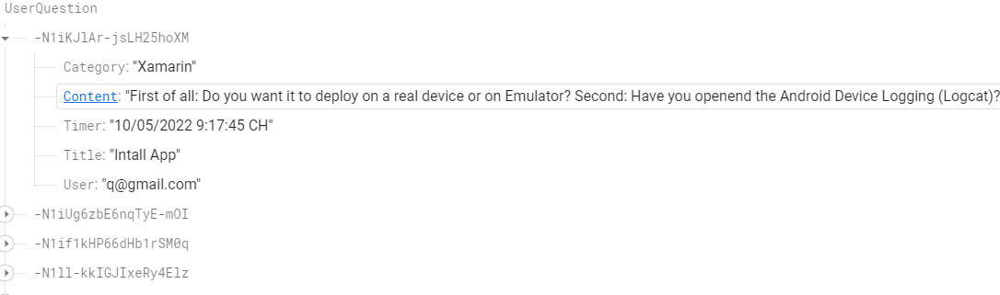 UserQuestion
-N1iKJlAr-jsLH25hoXM
Category: "Xamarin"
Content: "First of all: Do you want it to deploy on a real device or on Emulator? Second: Have you openend the Android Device Logging (Logcat)?
Timer: "10/05/2022 9:17:45 CH"
Title: "Intall App"
User: "q@gmail.com"
-N1iUg6zbE6nqTyE-mOI
-N1if1kHP66dHb1rSM0q
-N1ll-kkIGJIxeRy4Elz